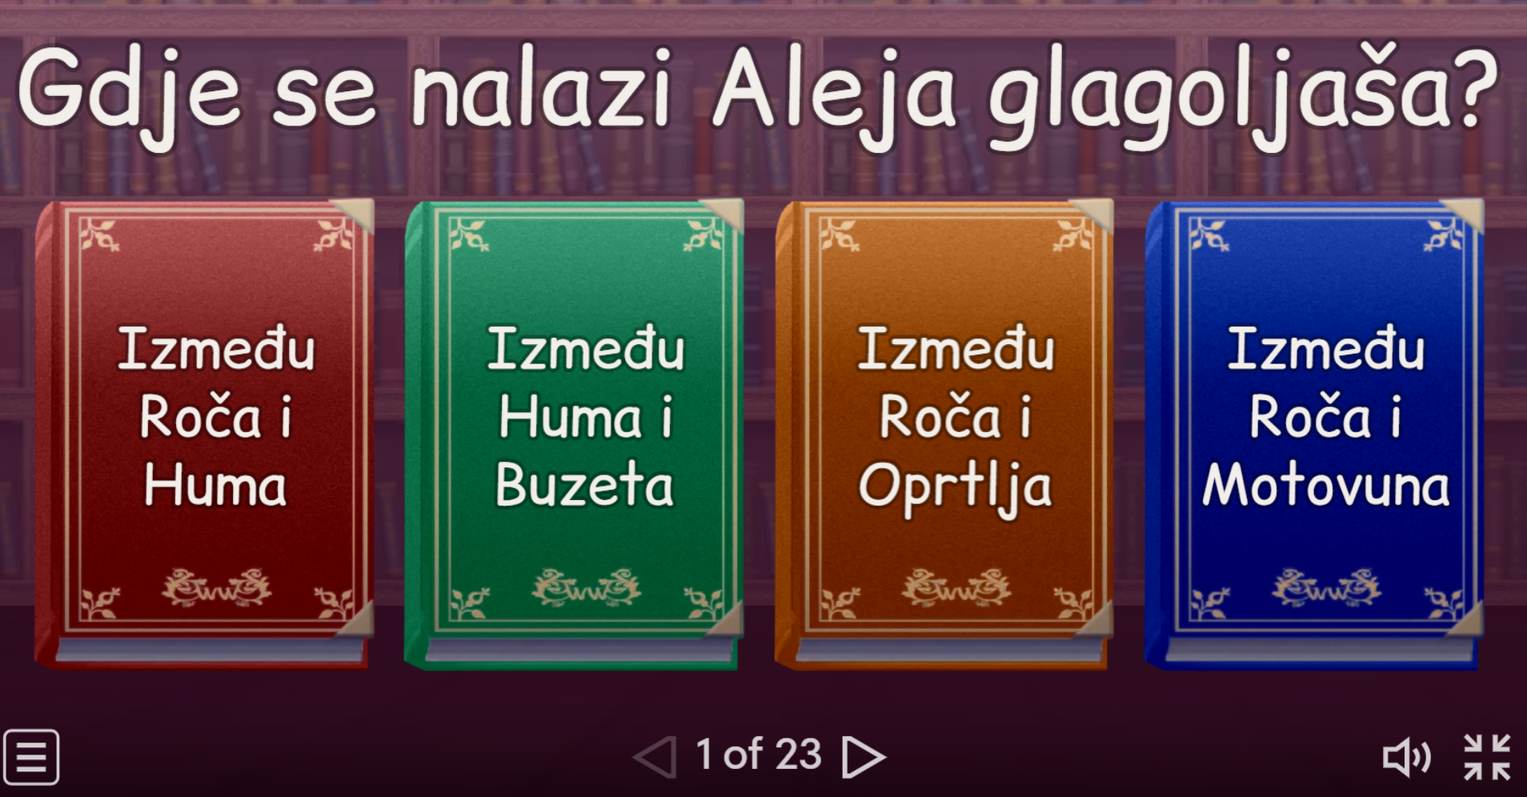 Gdje se nalazi Aleja glagoljaša?
Između
Roča i
Huma
Između
Huma i
Buzeta
Između
Roča i
Oprtlja
Između
Roča i
Motovuna
1 of 23